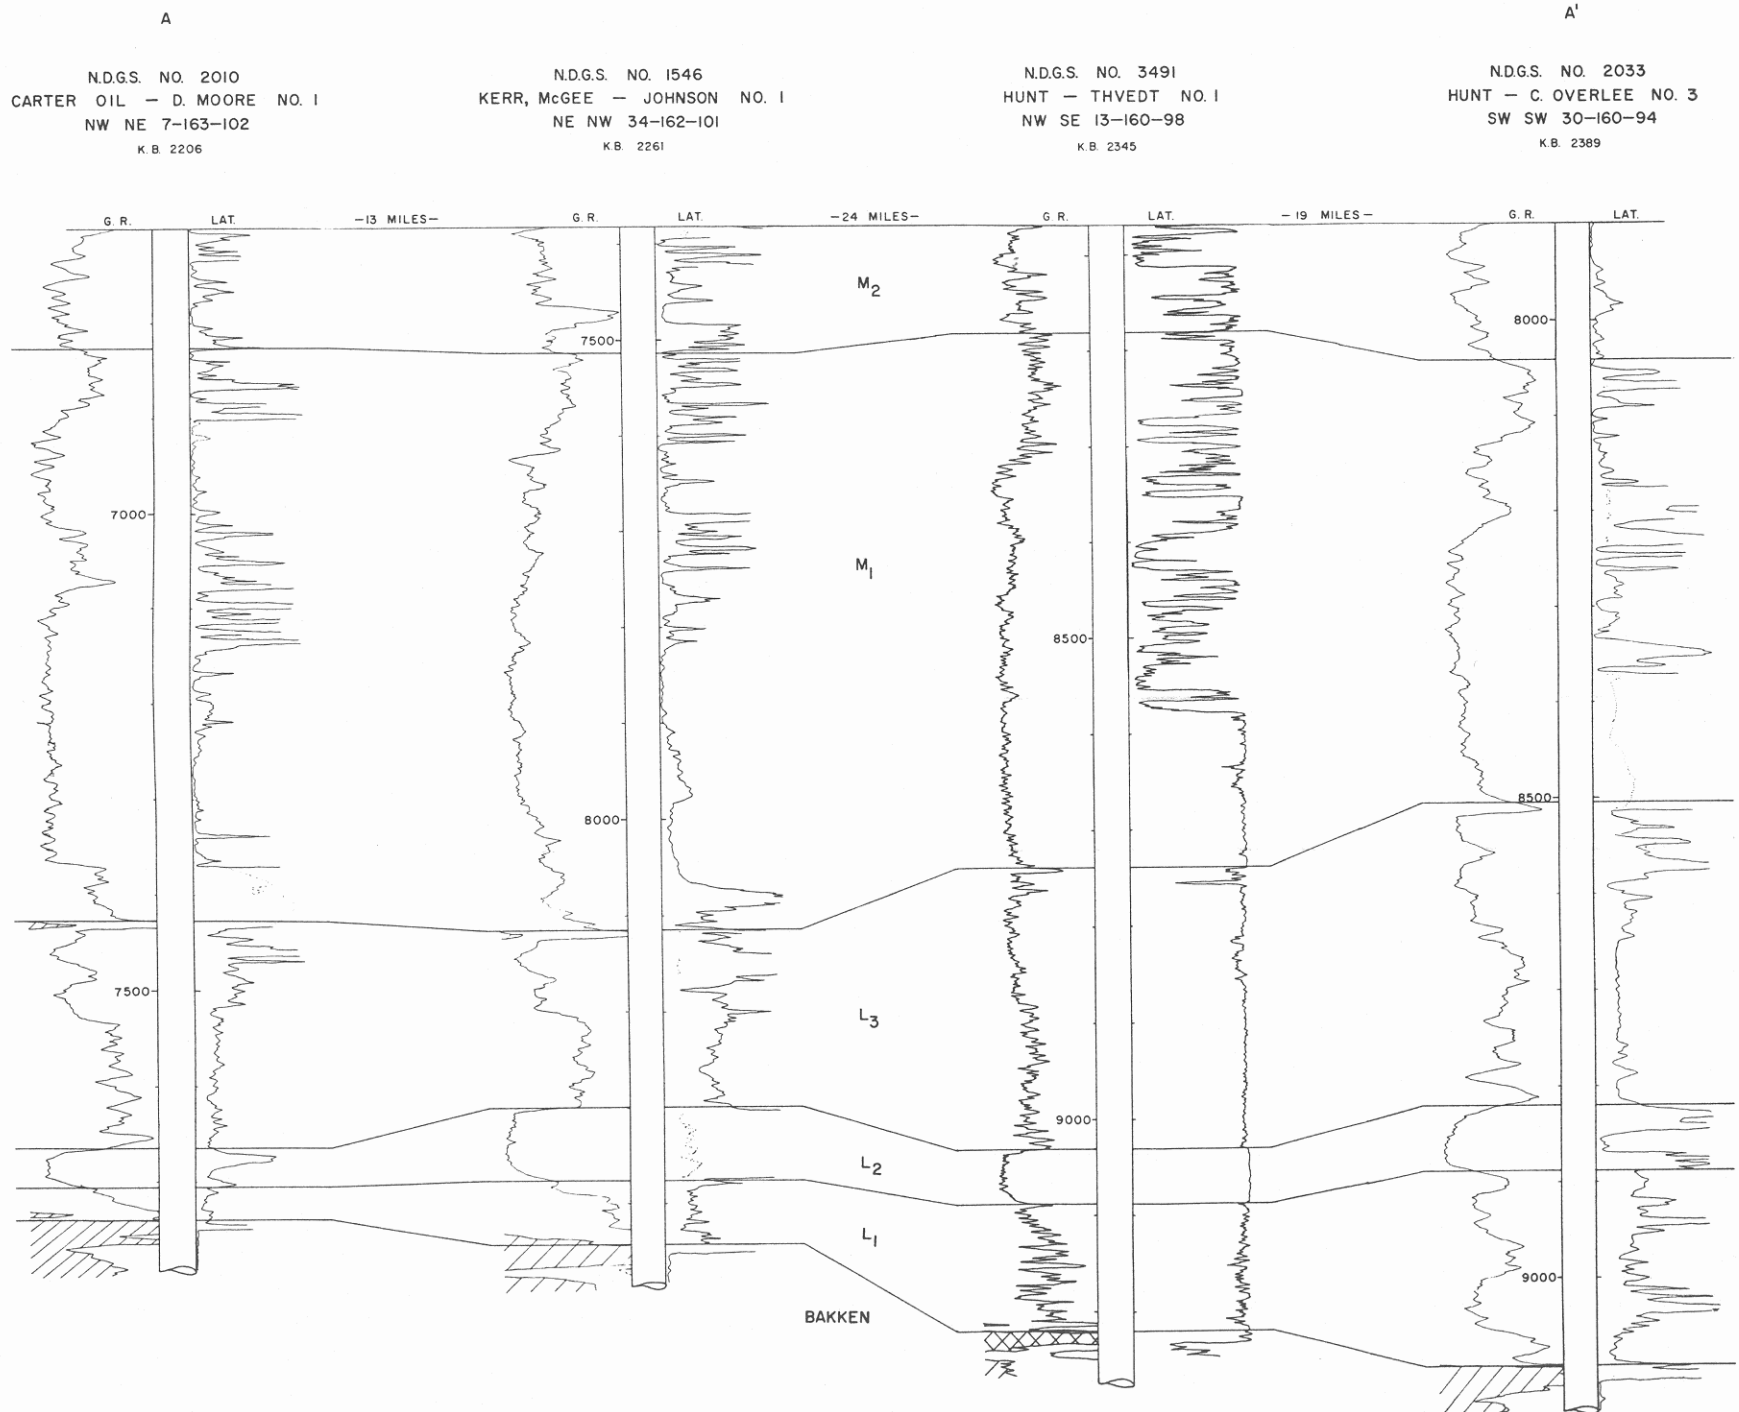 A
A'
N.D.G.S. NO. 2010
CARTER OIL — D. MOORE NO. 1
NW NE 7-163-102
K.B. 2206
N.D.G.S. NO. 1546
KERR, McGEE — JOHNSON NO. 1
NE NW 34-162-101
K.B. 2261
N.D.G.S. NO. 3491
HUNT — THVEDT NO. 1
NW SE 13-160-98
K.B. 2345
N.D.G.S. NO. 2033
HUNT — C. OVERLEE NO. 3
SW SW 30-160-94
K.B. 2389
G. R. LAT. -13 MILES- G. R. LAT. -24 MILES- G. R. LAT. -19 MILES- G. R. LAT.
M2
8000
7500
7000
M1
8500
8500
8000
7500
L3
9000
L2
L1
9000
BAKKEN